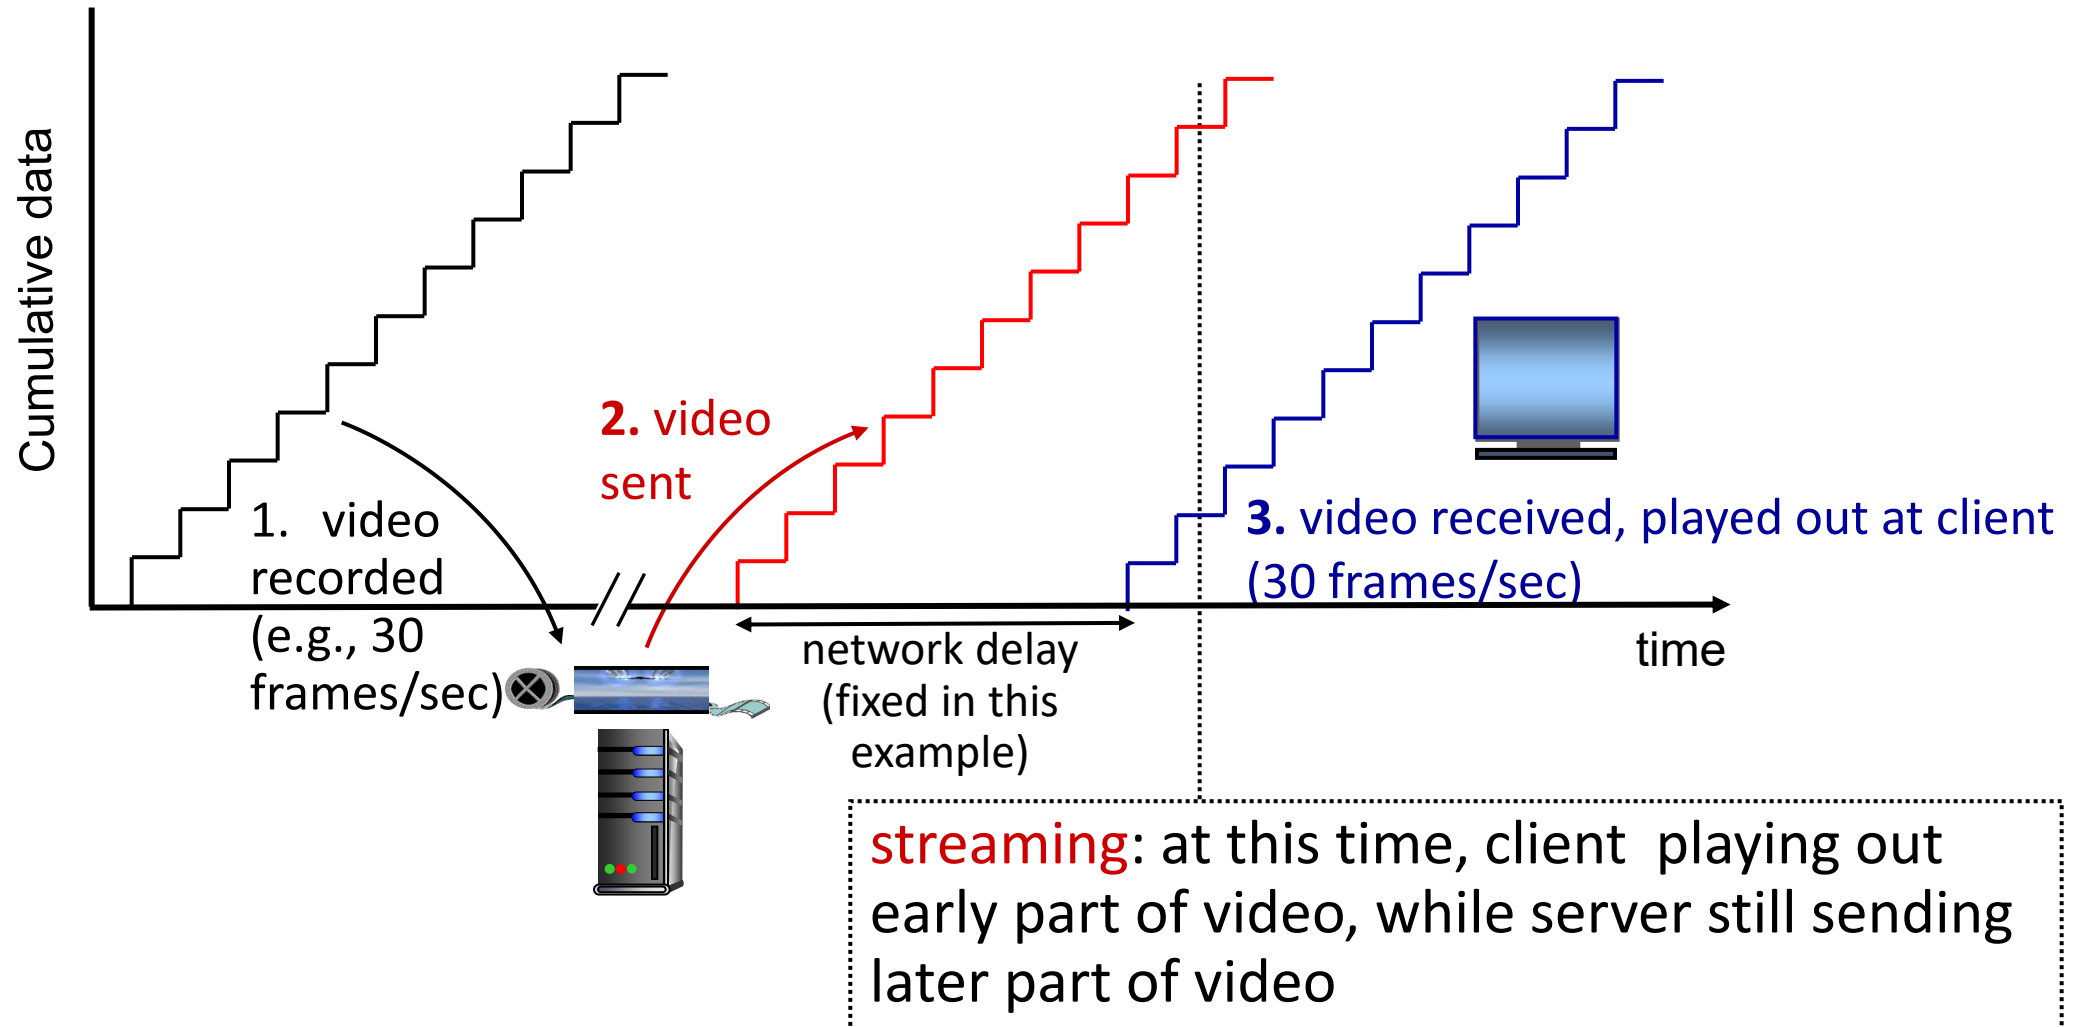 Cumulative data
1. video
recorded
(e.g., 30
frames/sec)
2. video
sent
3. video received, played out at client
(30 frames/sec)
network delay
(fixed in this
example)
time
streaming: at this time, client playing out
early part of video, while server still sending
later part of video